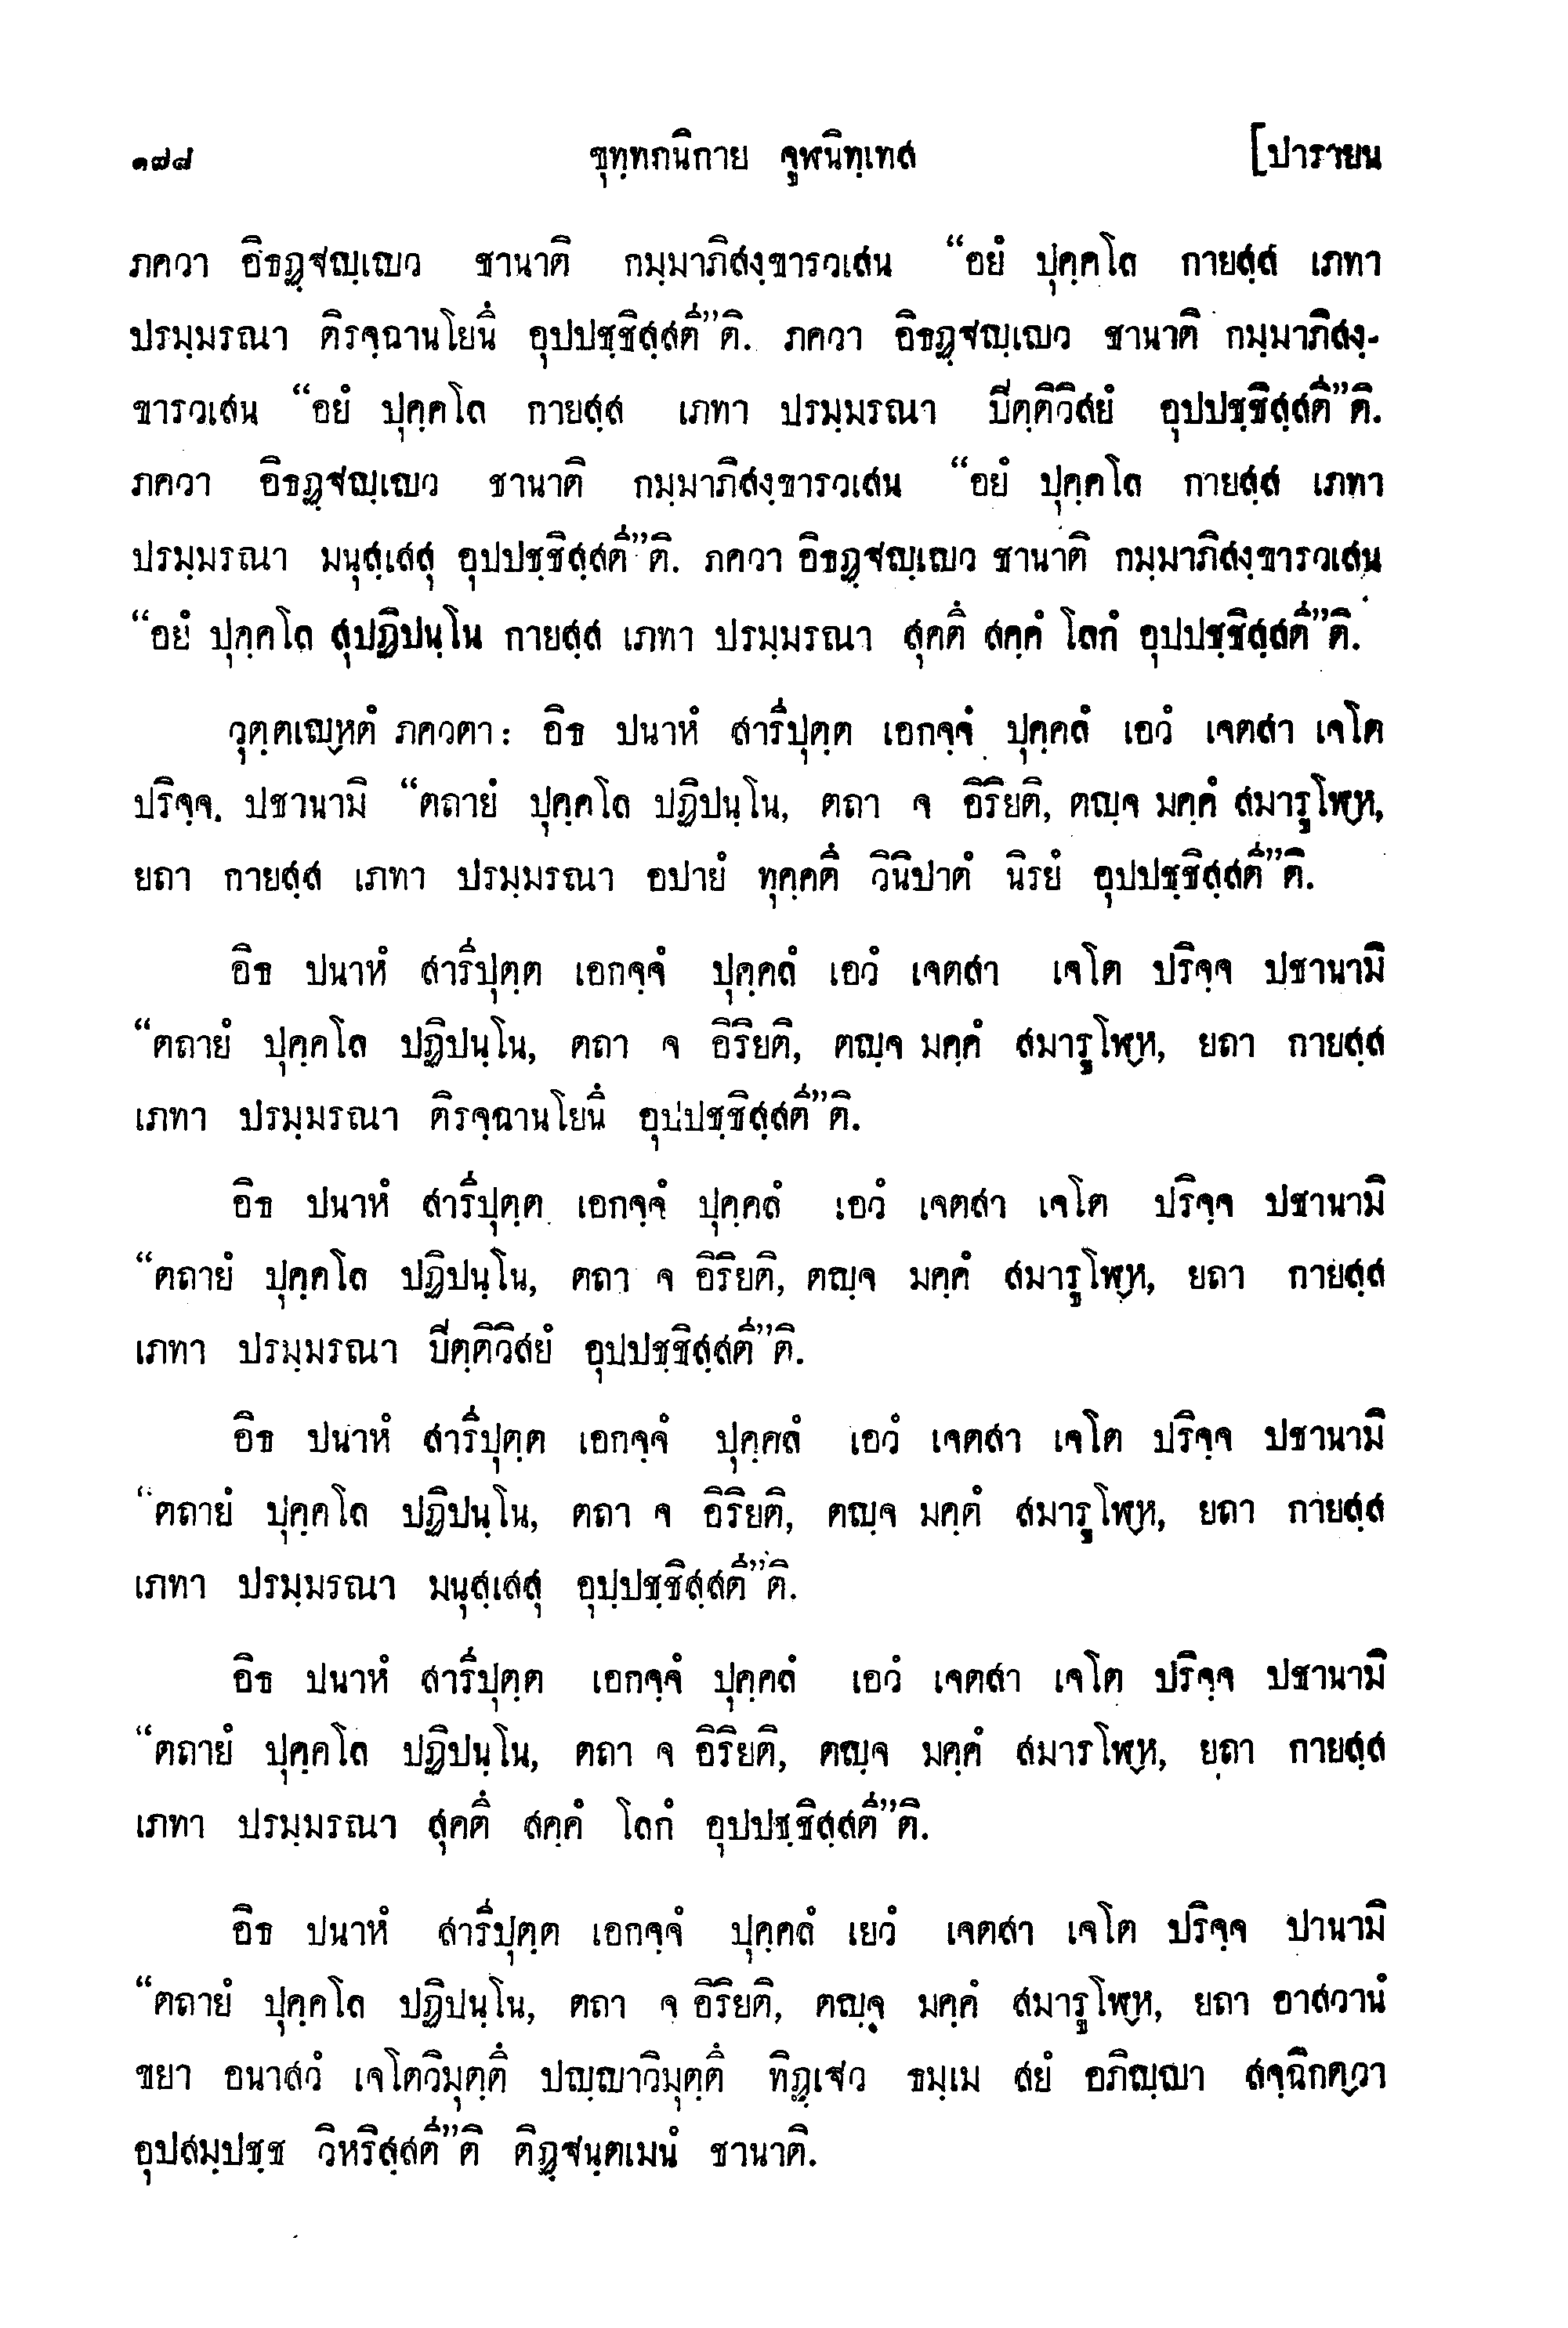 ๑๗๘ ขุทฺทกนิกาย จูฬนิทฺเทส [ปารายน
ภควา อิธฏฺฐญฺเญว ชานาติ กมฺมาภิสงฺขารวเสน “อยํ ปุคฺคโล กายสฺส เภทา
ปรมฺมรณา ติรจฺฉานโยนึ อุปปชฺชิสฺสตี”ติ. ภควา อิธฏฺฐญฺเญว ชานาติ กมฺมาภิสงฺ-
ขารวเสน “อยํ ปุคฺคโล กายสฺส เภทา ปรมฺมรณา ปีตฺติวิสยํ อุปปชฺชิสฺสตี”ติ.
ภควา อิธฏฺฐญฺเญว ชานาติ กมฺมาภิสงฺขารวเสน “อยํ ปุคฺคโล กายสฺส เภทา
ปรมฺมรณา มนุสฺเสสุ อุปปชฺชิสฺสตี”ติ. ภควา อิธฏฺฐญฺเญว ชานาติ กมฺมาภิสงฺขารวเสน
“อยํ ปุคฺคโล สุปฏิปนฺโน กายสฺส เภทา ปรมฺมรณา สุคตึ สคฺคํ โลกํ อุปปชฺชิสฺสตี”ติ.
วุตฺตเญฺหตํ ภควตา: อิธ ปนาหํ สารีปุตฺต เอกจฺจํ ปุคฺคลํ เอวํ เจตสา เจโต
ปริจฺจ ปชานามิ “ตถายํ ปุคฺคโล ปฏิปนฺโน, ตถา จ อิริยติ, ตญฺจ มคฺคํ สมารูโฬฺห,
ยถา กายสฺส เภทา ปรมฺมรณา อปายํ ทุคฺคตึ วินิปาตํ นิรยํ อุปปชฺชิสฺสตี”ติ.
อิธ ปนาหํ สารีปุตฺต เอกจฺจํ ปุคฺคลํ เอวํ เจตสา เจโต ปริจฺจ ปชานามิ
“ตถายํ ปุคฺคโล ปฏิปนฺโน, ตถา จ อิริยติ, ตญฺจ มคฺคํ สมารูโฬฺห, ยถา กายสฺส
เภทา ปรมฺมรณา ติรจฺฉานโยนึ อุปปชฺชิสฺสตี”ติ.
อิธ ปนาหํ สารีปุตฺต เอกจฺจํ ปุคฺคลํ เอวํ เจตสา เจโต ปริจฺจ ปชานามิ
“ตถายํ ปุคฺคโล ปฏิปนฺโน, ตถา จ อิริยติ, ตญฺจ มคฺคํ สมารูโฬฺห, ยถา กายสฺส
เภทา ปรมฺมรณา ปีตฺติวิสยํ อุปปชฺชิสฺสตี”ติ.
อิธ ปนาหํ สารีปุตฺต เอกจฺจํ ปุคฺคลํ เอวํ เจตสา เจโต ปริจฺจ ปชานามิ
“ตถายํ ปุคฺคโล ปฏิปนฺโน, ตถา จ อิริยติ, ตญฺจ มคฺคํ สมารูโฬฺห, ยถา กายสฺส
เภทา ปรมฺมรณา มนุสฺเสสุ อุปฺปชฺชิสฺสตี”ติ.
อิธ ปนาหํ สารีปุตฺต เอกจฺจํ ปุคฺคลํ เอวํ เจตสา เจโต ปริจฺจ ปชานามิ
“ตถายํ ปุคฺคโล ปฏิปนฺโน, ตถา จ อิริยติ, ตญฺจ มคฺคํ สมารโฬฺห, ยถา กายสฺส
เภทา ปรมฺมรณา สุคตึ สคฺคํ โลกํ อุปปชฺชิสฺสตี”ติ.
อิธ ปนาหํ สารีปุตฺต เอกจฺจํ ปุคฺคลํ เยวํ เจตสา เจโต ปริจฺจ ปานามิ
“ตถายํ ปุคฺคโล ปฏิปนฺโน, ตถา จ อิริยติ, ตญฺจ มคฺคํ สมารูโฬฺห, ยถา อาสวานํ
ขยา อนาสวํ เจโตวิมุตฺตึ ปญฺญาวิมุตฺตึ ทิฏฺเฐว ธมฺเม สยํ อภิญฺญา สจฺฉิกตฺวา
อุปสมฺปชฺช วิหริสฺสตี”ติ ติฏฺฐนฺตเมนํ ชานาติ.